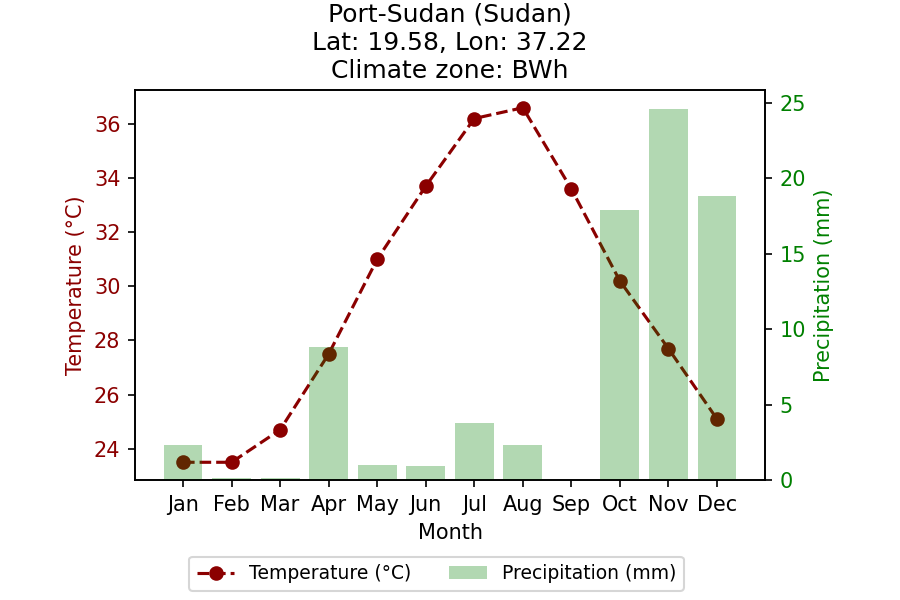 Port-Sudan (Sudan)
Lat: 19.58, Lon: 37.22
Climate zone: BWh
36
34
32
30
28
26
24
Temperature (°C)
25
20
15
10
5
0
Precipitation (mm)
Jan Feb Mar Apr May Jun Jul Aug Sep Oct Nov Dec
Month
Temperature (°C) Precipitation (mm)